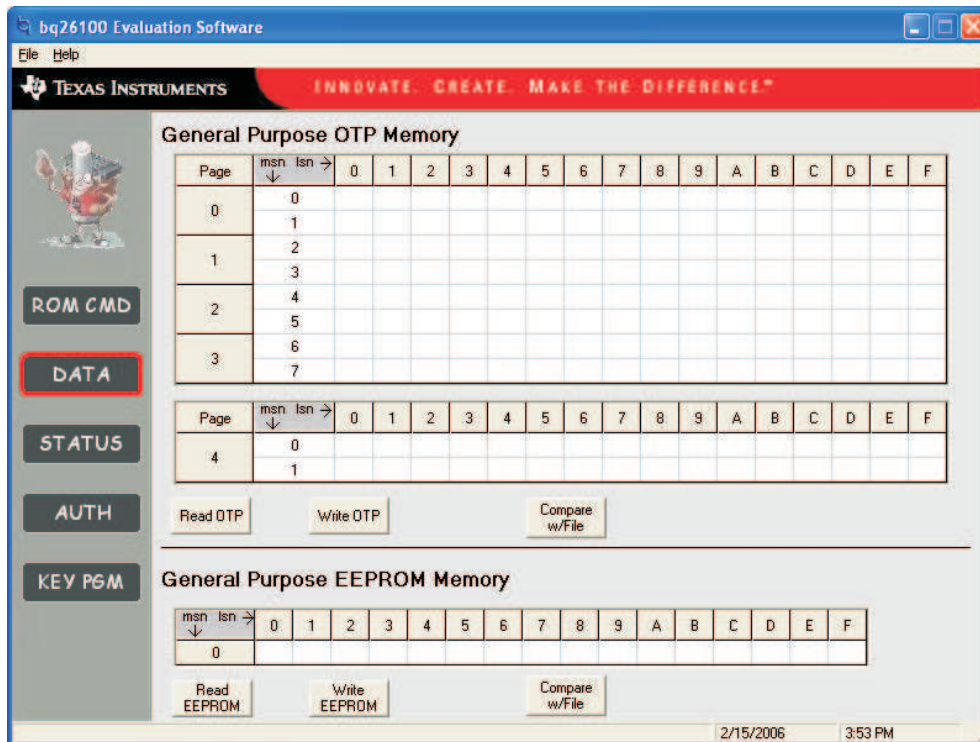 bq26100 Evaluation Software
File Help
TEXAS INSTRUMENTS
INNOVATE. CREATE. MAKE THE DIFFERENCE.™
ROM CMD
DATA
STATUS
AUTH
KEY PGM
General Purpose OTP Memory
Page msn lsn → 0 1 2 3 4 5 6 7 8 9 A B C D E F
↓
0 0
1
1 2
3
2 4
5
3 6
7
Page msn lsn → 0 1 2 3 4 5 6 7 8 9 A B C D E F
↓
4 0
1
Read OTP Write OTP Compare w/File
General Purpose EEPROM Memory
msn lsn → 0 1 2 3 4 5 6 7 8 9 A B C D E F
↓
0
Read EEPROM Write EEPROM Compare w/File
2/15/2006 3:53 PM